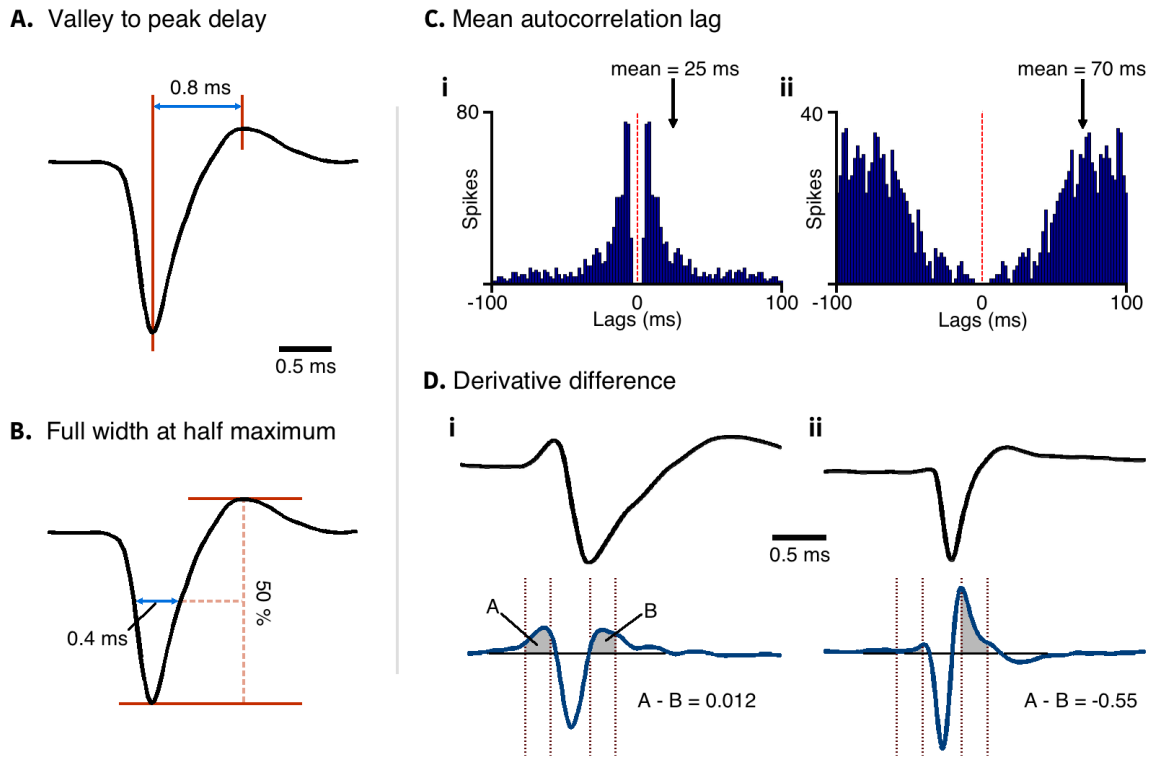 A. Valley to peak delay
0.8 ms
0.5 ms
B. Full width at half maximum
50 %
0.4 ms
C. Mean autocorrelation lag
i
mean = 25 ms
80
Spikes
-100
0
100
Lags (ms)
ii
mean = 70 ms
40
Spikes
-100
0
100
Lags (ms)
D. Derivative difference
i
ii
0.5 ms
A
B
A - B = 0.012
A - B = -0.55